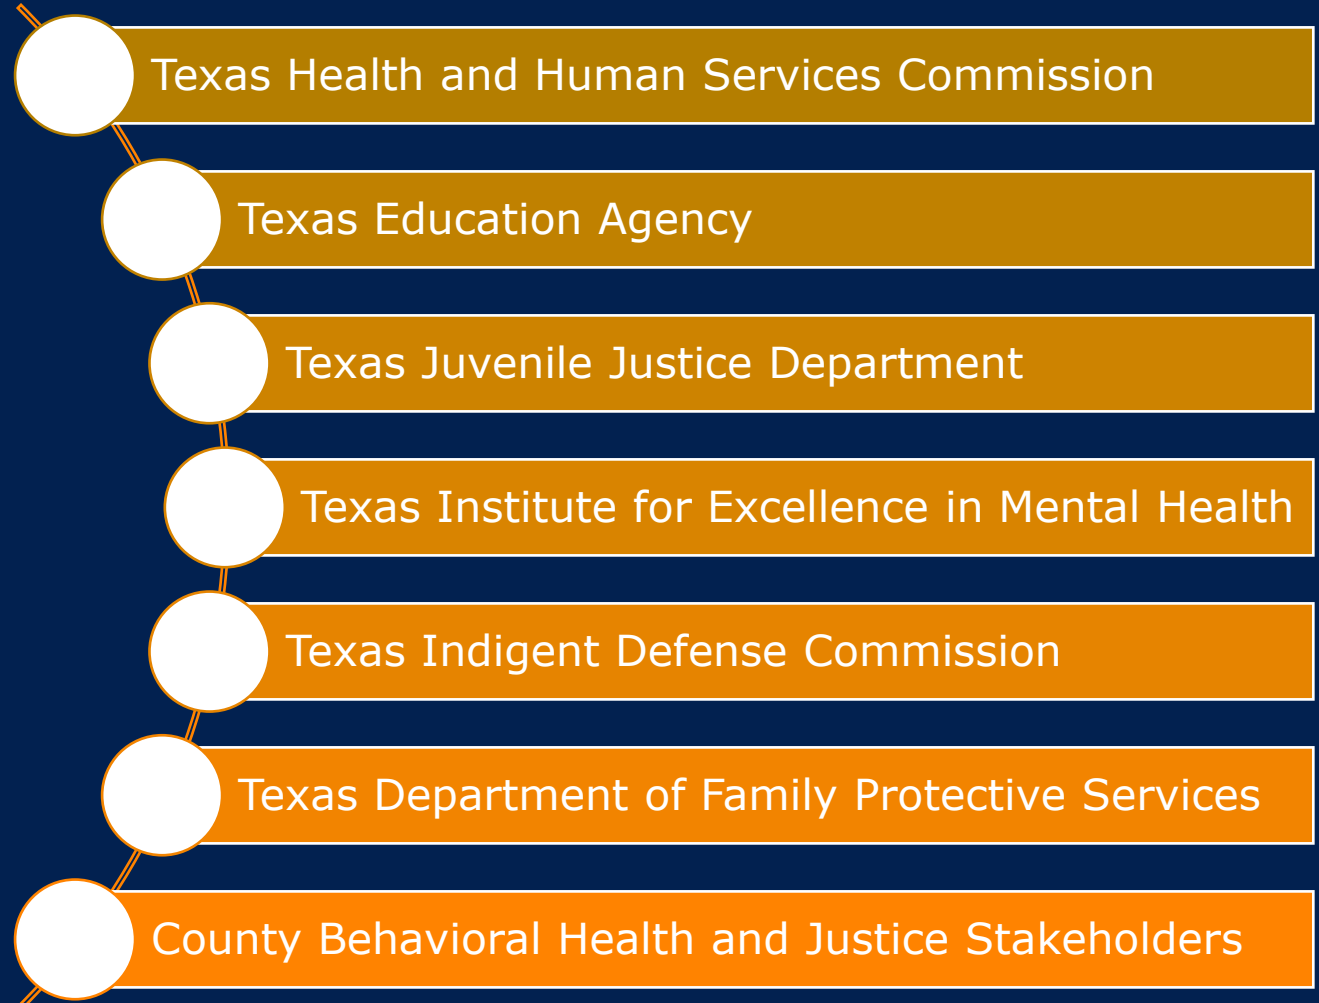 Texas Health and Human Services Commission
Texas Education Agency
Texas Juvenile Justice Department
Texas Institute for Excellence in Mental Health
Texas Indigent Defense Commission
Texas Department of Family Protective Services
County Behavioral Health and Justice Stakeholders